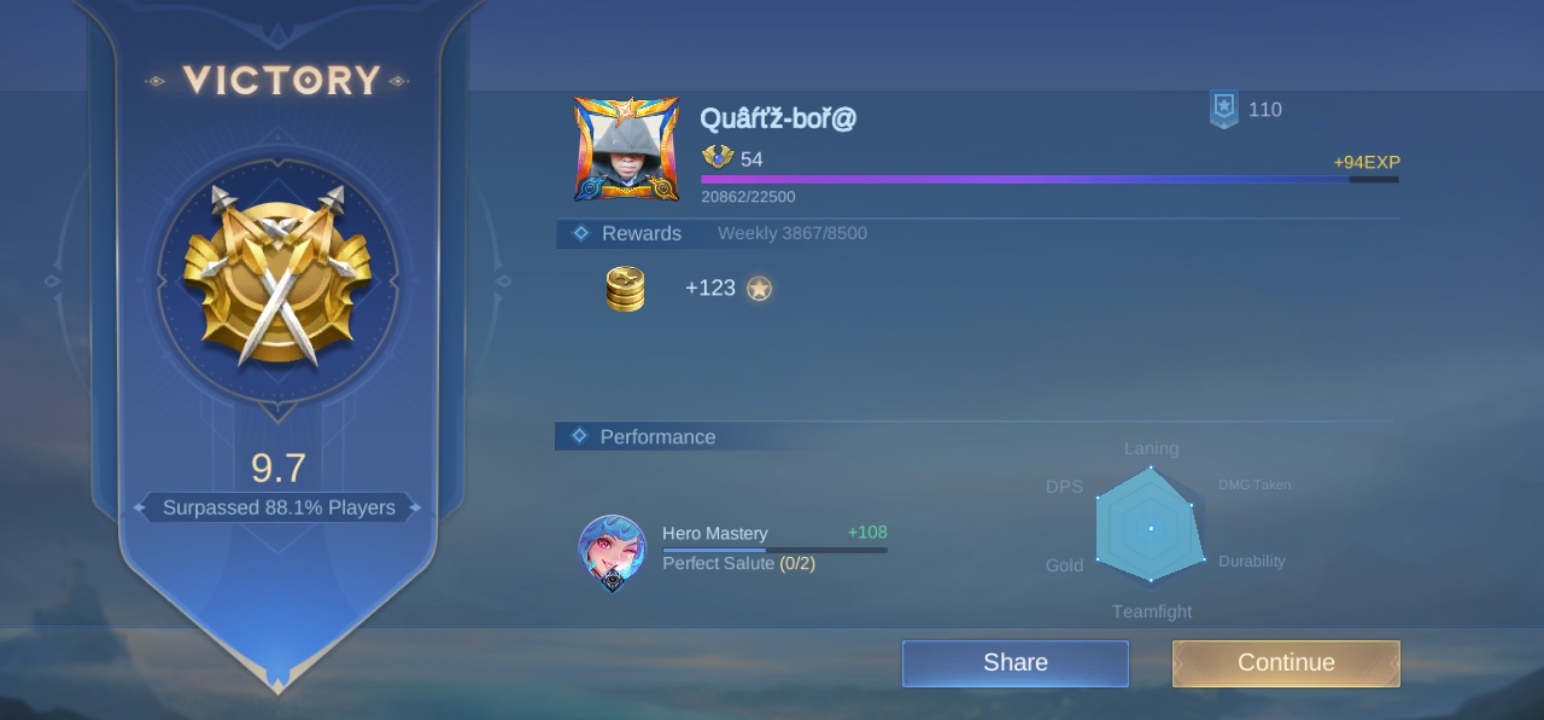 VICTORY
9.7
Surpassed 88.1% Players
Quâŕťž-boř@
110
54
+94EXP
20862/22500
Rewards
Weekly 3867/8500
+123
Performance
Hero Mastery
+108
Perfect Salute (0/2)
Laning
DPS
DMG Taken
Gold
Durability
Teamfight
Share
Continue